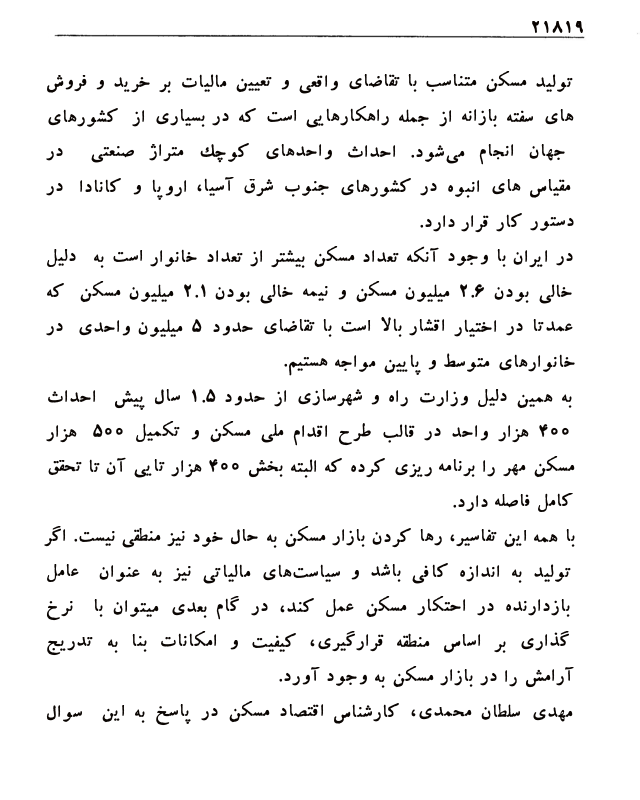 ۲۱۸۱۹
تولید مسکن متناسب با تقاضای واقعی و تعیین مالیات بر خرید و فروش
های سفته بازانه از جمله راهکارهایی است که در بسیاری از کشورهای
جهان انجام می‌شود. احداث واحدهای کوچك متراژ صنعتی در
مقیاس های انبوه در کشورهای جنوب شرق آسیا، اروپا و کانادا در
دستور کار قرار دارد.
در ایران با وجود آنکه تعداد مسکن بیشتر از تعداد خانوار است به دلیل
خالی بودن ۲.۶ میلیون مسکن و نیمه خالی بودن ۲.۱ میلیون مسکن که
عمدتا در اختیار اقشار بالا است با تقاضای حدود ۵ میلیون واحدی در
خانوارهای متوسط و پایین مواجه هستیم.
به همین دلیل وزارت راه و شهرسازی از حدود ۱.۵ سال پیش احداث
۴۰۰ هزار واحد در قالب طرح اقدام ملی مسکن و تکمیل ۵۰۰ هزار
مسکن مهر را برنامه ریزی کرده که البته بخش ۴۰۰ هزار تایی آن تا تحقق
کامل فاصله دارد.
با همه این تفاسیر، رها کردن بازار مسکن به حال خود نیز منطقی نیست. اگر
تولید به اندازه کافی باشد و سیاست‌های مالیاتی نیز به عنوان عامل
بازدارنده در احتکار مسکن عمل کند، در گام بعدی میتوان با نرخ
گذاری بر اساس منطقه قرارگیری، کیفیت و امکانات بنا به تدریج
آرامش را در بازار مسکن به وجود آورد.
مهدی سلطان محمدی، کارشناس اقتصاد مسکن در پاسخ به این سوال